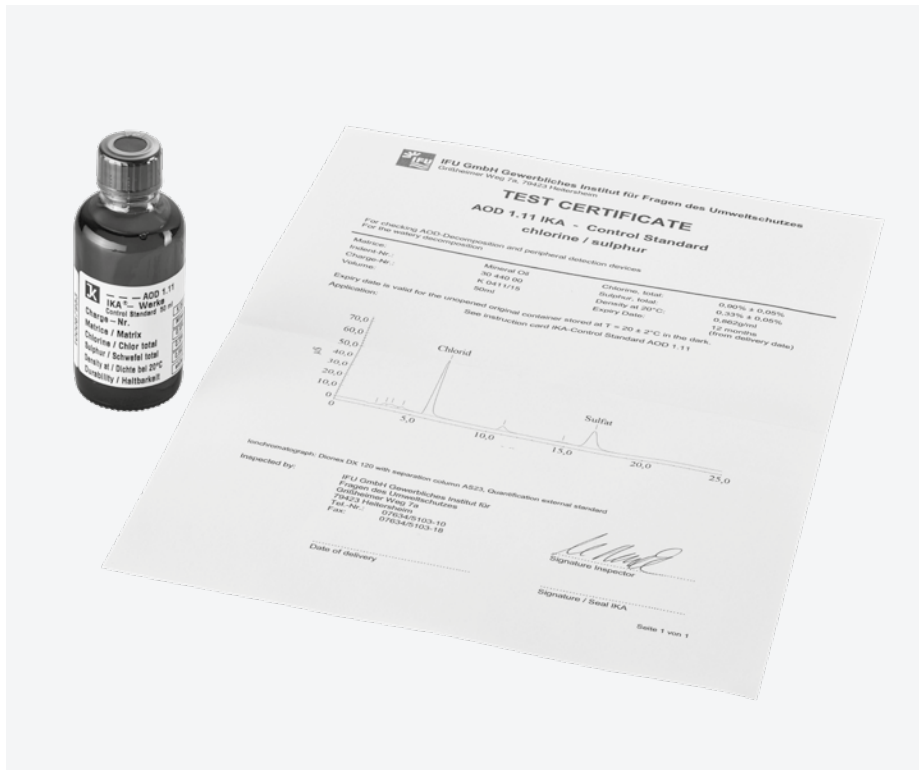 AOD 1.11
IKA® – Werke
Control Standard 50 ml
Charge – Nr.
Matrice / Matrix
Chlorine / Chlor total
Sulphur / Schwefel total
Density at / Dichte bei 20°C
Durability / Haltbarkeit
IFU
IFU GmbH Gewerbliches Institut für Fragen des Umweltschutzes
Grißheimer Weg 7a, 79423 Heitersheim
TEST CERTIFICATE
AOD 1.11 IKA - Control Standard
chlorine / sulphur
For checking AOD-Decomposition and peripheral detection devices
For the watery decomposition
Matrice: Mineral Oil Chlorine, total: 0,90% ± 0,05%
Indent-Nr.: 30 440 00 Sulphur, total: 0,33% ± 0,05%
Charge-Nr.: K 0411/15 Density at 20°C: 0,862g/ml
Volume: 50ml Expiry Date: 12 months
(from delivery date)
Expiry date is valid for the unopened original container stored at T = 20 ± 2°C in the dark.
Application: See instruction card IKA-Control Standard AOD 1.11
70,0
60,0
50,0
40,0
30,0
20,0
10,0
0
µS
Chlorid
Sulfat
0 5,0 10,0 15,0 20,0 25,0
Ionchromatograph: Dionex DX 120 with separation column AS23, Quantification external standard
Inspected by: IFU GmbH Gewerbliches Institut für
Fragen des Umweltschutzes
Grißheimer Weg 7a
79423 Heitersheim
Tel.-Nr.: 07634/5103-10
Fax: 07634/5103-18
Date of delivery
Signature Inspector
Signature / Seal IKA
Seite 1 von 1